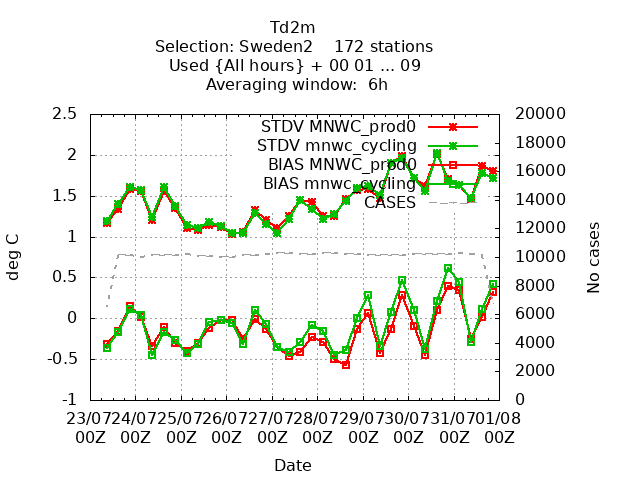 Td2m
Selection: Sweden2    172 stations
Used {All hours} + 00 01 ... 09
Averaging window:  6h
STDV MNWC_prod0
STDV mnwc_cycling
BIAS MNWC_prod0
BIAS mnwc_cycling
CASES
2.5
2
1.5
1
0.5
0
-0.5
-1
deg C
20000
18000
16000
14000
12000
10000
8000
6000
4000
2000
0
No cases
23/07 24/07 25/07 26/07 27/07 28/07 29/07 30/07 31/07 01/08
00Z 00Z 00Z 00Z 00Z 00Z 00Z 00Z 00Z 00Z
Date